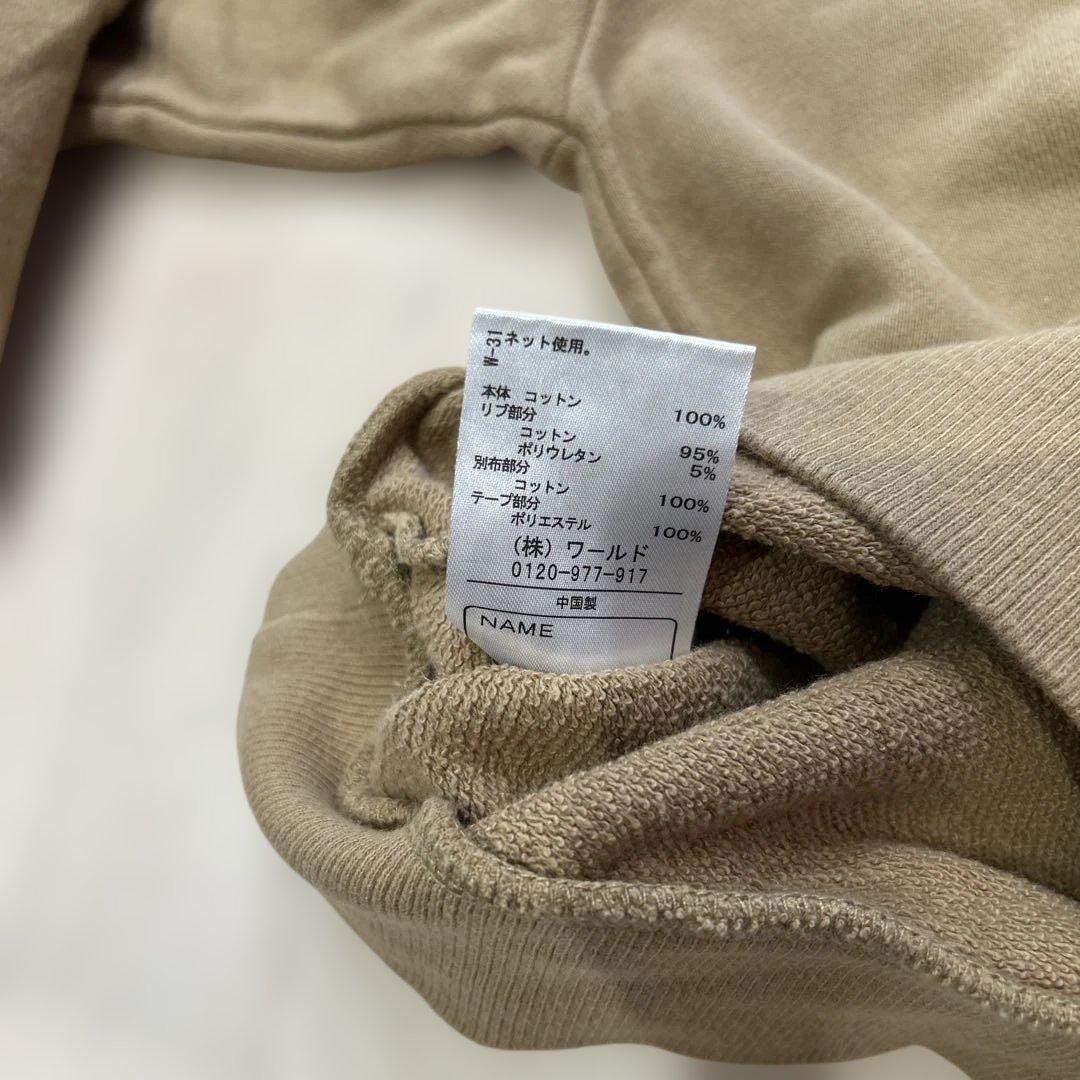 W-31
ネット使用。
本体 コットン 100%
リブ部分
コットン 95%
ポリウレタン 5%
別布部分
コットン 100%
テープ部分
ポリエステル 100%
(株) ワールド
0120-977-917
中国製
NAME